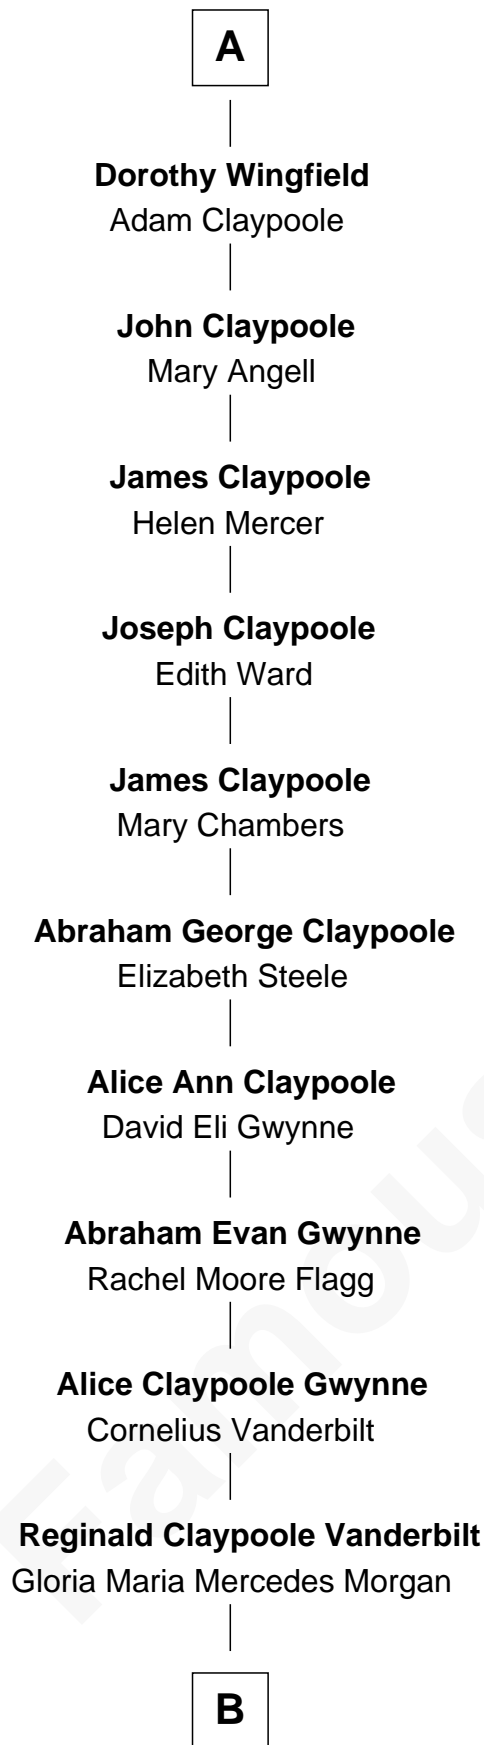 A
Dorothy Wingfield
Adam Claypoole
John Claypoole
Mary Angell
James Claypoole
Helen Mercer
Joseph Claypoole
Edith Ward
James Claypoole
Mary Chambers
Abraham George Claypoole
Elizabeth Steele
Alice Ann Claypoole
David Eli Gwynne
Abraham Evan Gwynne
Rachel Moore Flagg
Alice Claypoole Gwynne
Cornelius Vanderbilt
Reginald Claypoole Vanderbilt
Gloria Maria Mercedes Morgan
B
Famous